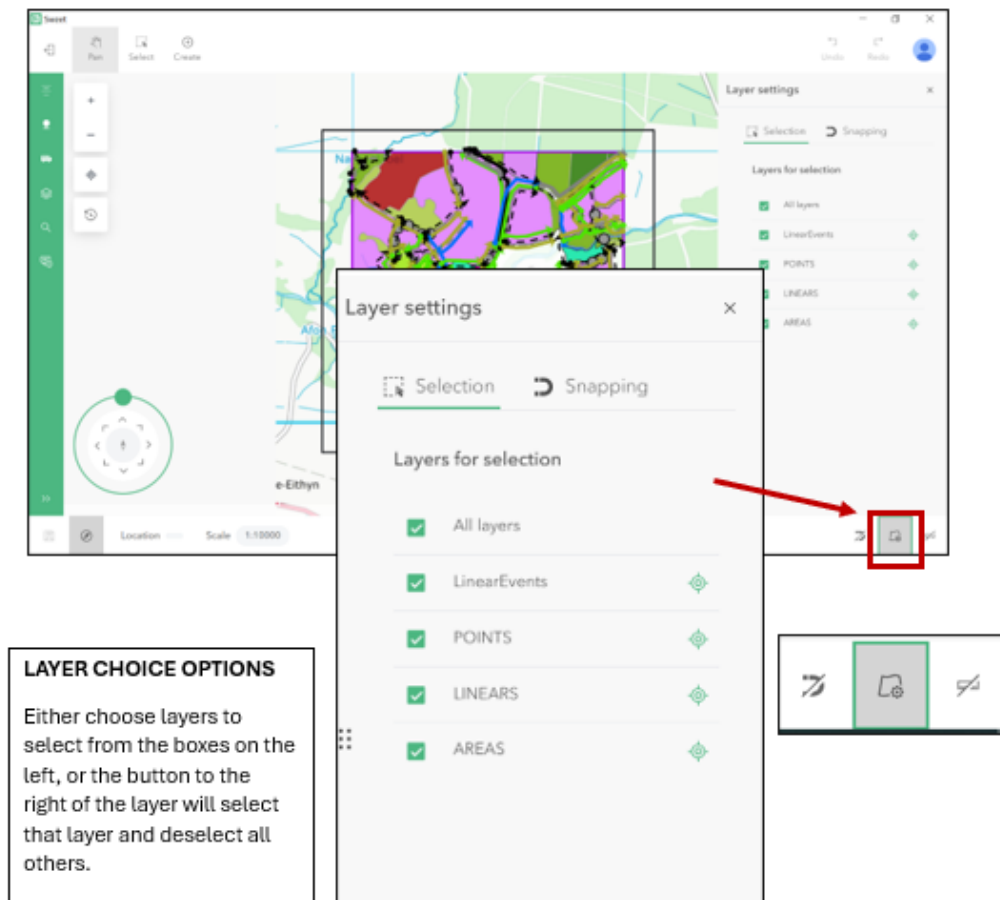 Sweet
Pan
Select
Create
Undo
Redo
Layer settings
Selection
Snapping
Layers for selection
All layers
LinearEvents
POINTS
LINEARS
AREAS
e-Eithyn
Location
Scale
1:10000
Layer settings
Selection
Snapping
Layers for selection
All layers
LinearEvents
POINTS
LINEARS
AREAS
LAYER CHOICE OPTIONS
Either choose layers to
select from the boxes on the
left, or the button to the
right of the layer will select
that layer and deselect all
others.